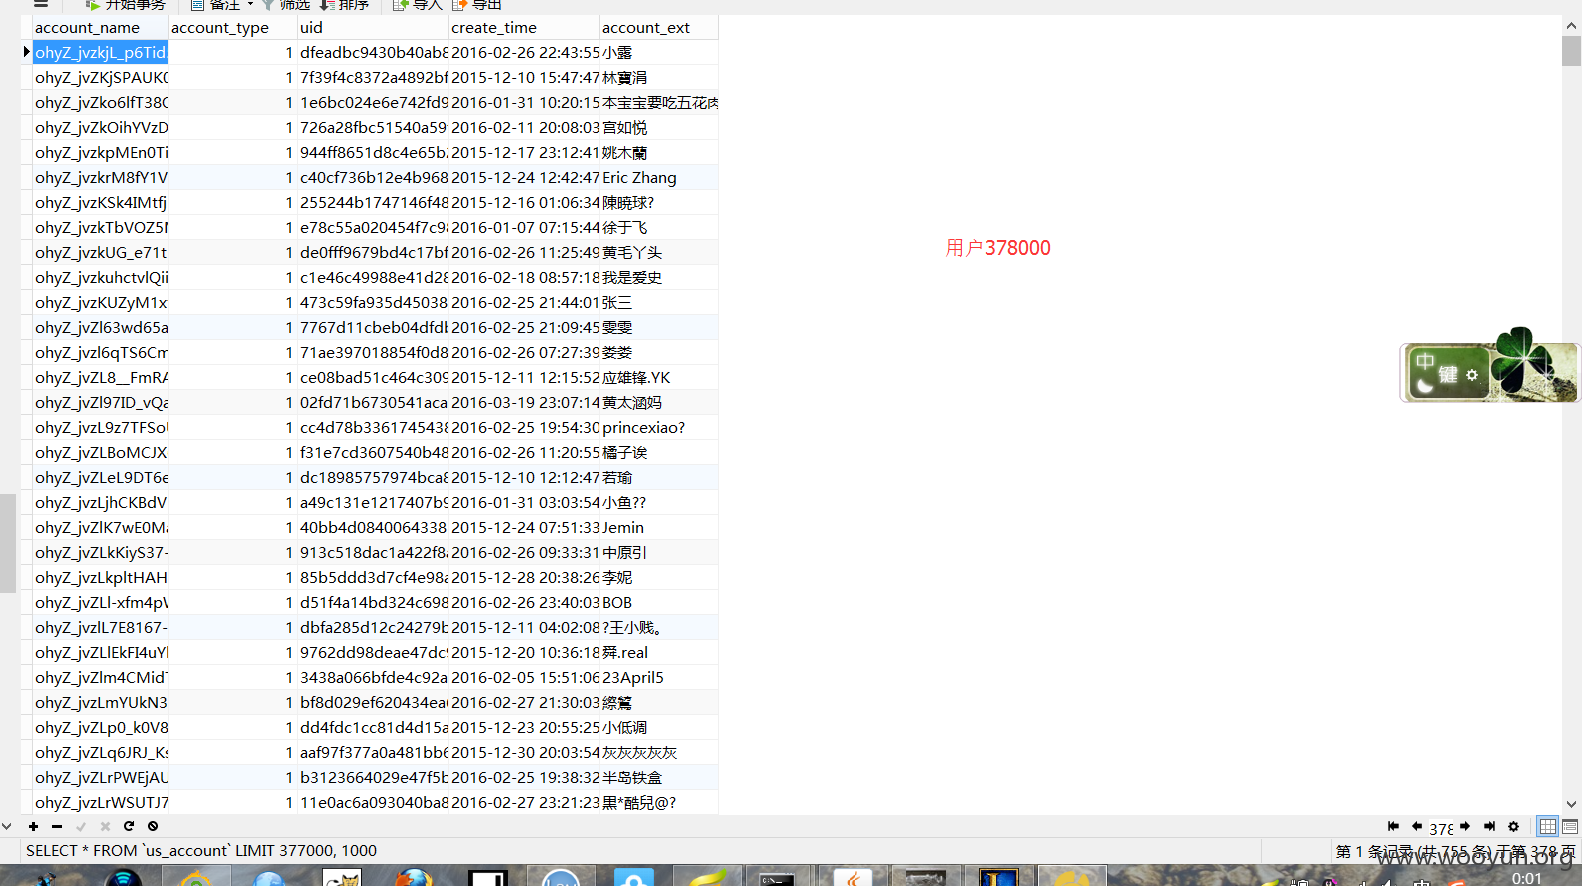 开始事务 备注 筛选 排序 导入 导出
account_name account_type uid create_time account_ext
ohyZ_jvzkjL_p6Tid 1 dfeadbc9430b40ab8 2016-02-26 22:43:55 小露
ohyZ_jvZKjSPAUK0 1 7f39f4c8372a4892bf 2015-12-10 15:47:47 林寶涓
ohyZ_jvZko6lfT38C 1 1e6bc024e6e742fd9 2016-01-31 10:20:15 本宝宝要吃五花肉
ohyZ_jvZkOihYVzD 1 726a28fbc51540a59 2016-02-11 20:08:03 宫如悦
ohyZ_jvzkpMEn0Ti 1 944ff8651d8c4e65b 2015-12-17 23:12:41 姚木蘭
ohyZ_jvzkrM8fY1V 1 c40cf736b12e4b968 2015-12-24 12:42:47 Eric Zhang
ohyZ_jvzKSk4IMtfj 1 255244b1747146f48 2015-12-16 01:06:34 陳曉球?
ohyZ_jvzkTbVOZ5 1 e78c55a020454f7c9 2016-01-07 07:15:44 徐于飞
ohyZ_jvzkUG_e71t 1 de0fff9679bd4c17bf 2016-02-26 11:25:49 黄毛丫头
ohyZ_jvzkuhctvlQii 1 c1e46c49988e41d28 2016-02-18 08:57:18 我是爱史
ohyZ_jvzKUZyM1x 1 473c59fa935d45038 2016-02-25 21:44:01 张三
ohyZ_jvZl63wd65a 1 7767d11cbeb04dfd 2016-02-25 21:09:45 雯雯
ohyZ_jvzl6qTS6Cm 1 71ae397018854f0d8 2016-02-26 07:27:39 娄娄
ohyZ_jvZL8__FmRA 1 ce08bad51c464c309 2015-12-11 12:15:52 应雄锋.YK
ohyZ_jvZl97ID_vQa 1 02fd71b6730541aca 2016-03-19 23:07:14 黄太涵妈
ohyZ_jvzL9z7TFSo 1 cc4d78b3361745438 2016-02-25 19:54:30 princexiao?
ohyZ_jvZLBoMCJX 1 f31e7cd3607540b48 2016-02-26 11:20:55 橘子诶
ohyZ_jvZLeL9DT6e 1 dc18985757974bca8 2015-12-10 12:12:47 若瑜
ohyZ_jvzLjhCKBdV 1 a49c131e1217407b9 2016-01-31 03:03:54 小鱼??
ohyZ_jvZlK7wE0M 1 40bb4d0840064338 2015-12-24 07:51:33 Jemin
ohyZ_jvZLkKiyS37- 1 913c518dac1a422f8 2016-02-26 09:33:31 中原引
ohyZ_jvzLkpltHAH 1 85b5ddd3d7cf4e98a 2015-12-28 20:38:26 李妮
ohyZ_jvZLl-xfm4p 1 d51f4a14bd324c698 2016-02-26 23:40:03 BOB
ohyZ_jvzlL7E8167- 1 dbfa285d12c24279b 2015-12-11 04:02:08 ?王小贱。
ohyZ_jvZLlEkFI4uY 1 9762dd98deae47dc 2015-12-20 10:36:18 舜.real
ohyZ_jvZlm4CMid 1 3438a066bfde4c92a 2016-02-05 15:51:06 23April5
ohyZ_jvzLmYUkN3 1 bf8d029ef620434ea 2016-02-27 21:30:03
ohyZ_jvZLp0_k0V8 1 dd4fdc1cc81d4d15a 2015-12-23 20:55:25 小低调
ohyZ_jvZLq6JRJ_Ks 1 aaf97f377a0a481bb6 2015-12-30 20:03:54 灰灰灰灰灰
ohyZ_jvZLrPWEjAU 1 b3123664029e47f5b 2016-02-25 19:38:32 半岛铁盒
ohyZ_jvzLrWSUTJ7 1 11e0ac6a093040ba8 2016-02-27 23:21:23 黒*酷兒@?
用户378000
中 键
378
SELECT * FROM `us_account` LIMIT 377000, 1000
第 1 条记录 (共 755 条) 于第 378 页
www.wooyun.org
0:01